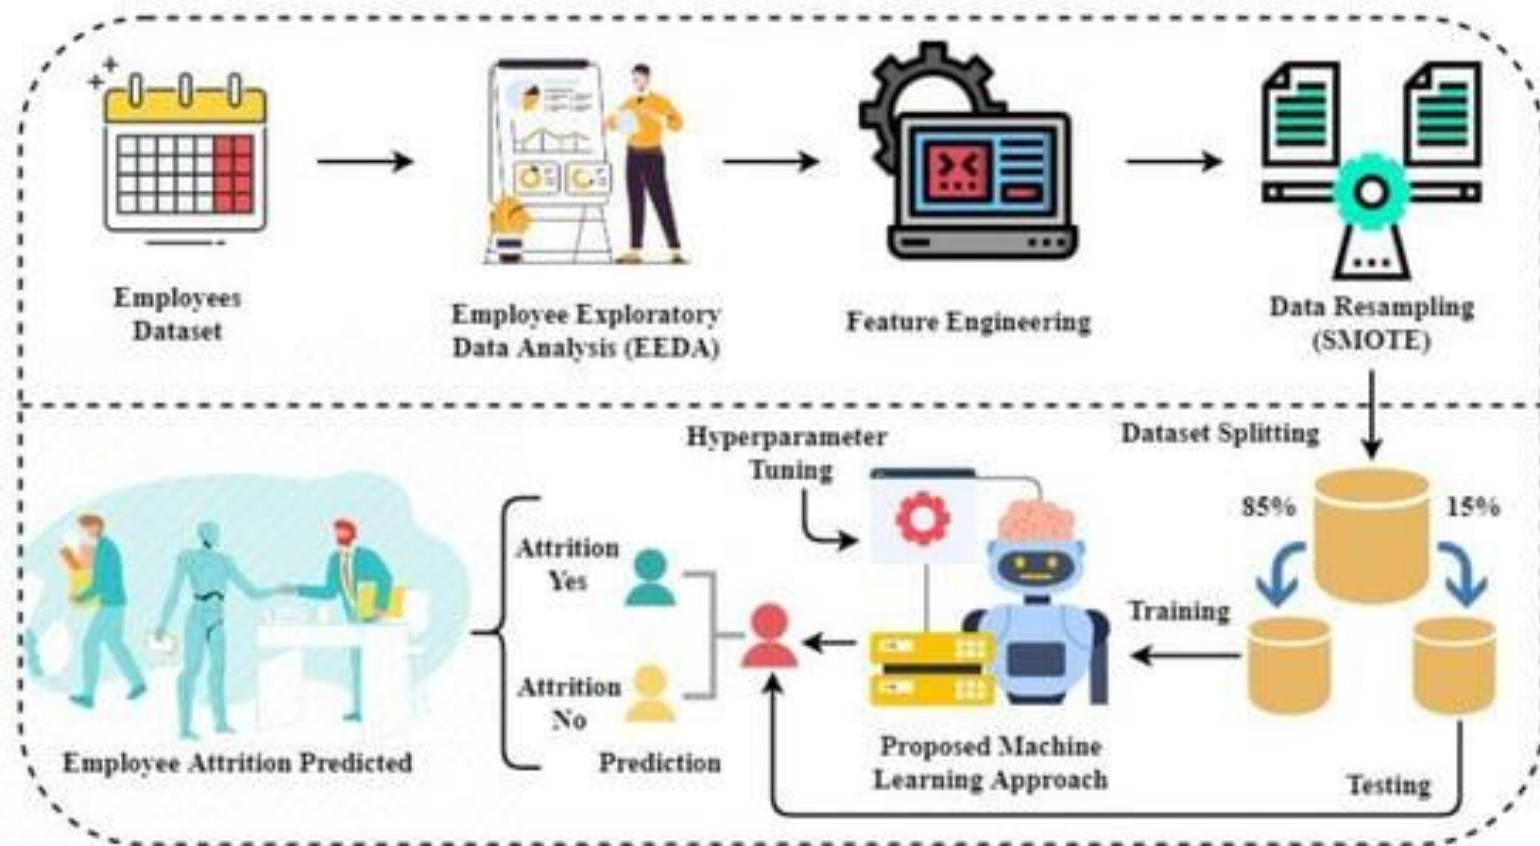 Employees
Dataset
Employee Exploratory
Data Analysis (EEDA)
Feature Engineering
Data Resampling
(SMOTE)
Dataset Splitting
85%
15%
Hyperparameter
Tuning
Training
Attrition
Yes
Attrition
No
Prediction
Employee Attrition Predicted
Proposed Machine
Learning Approach
Testing